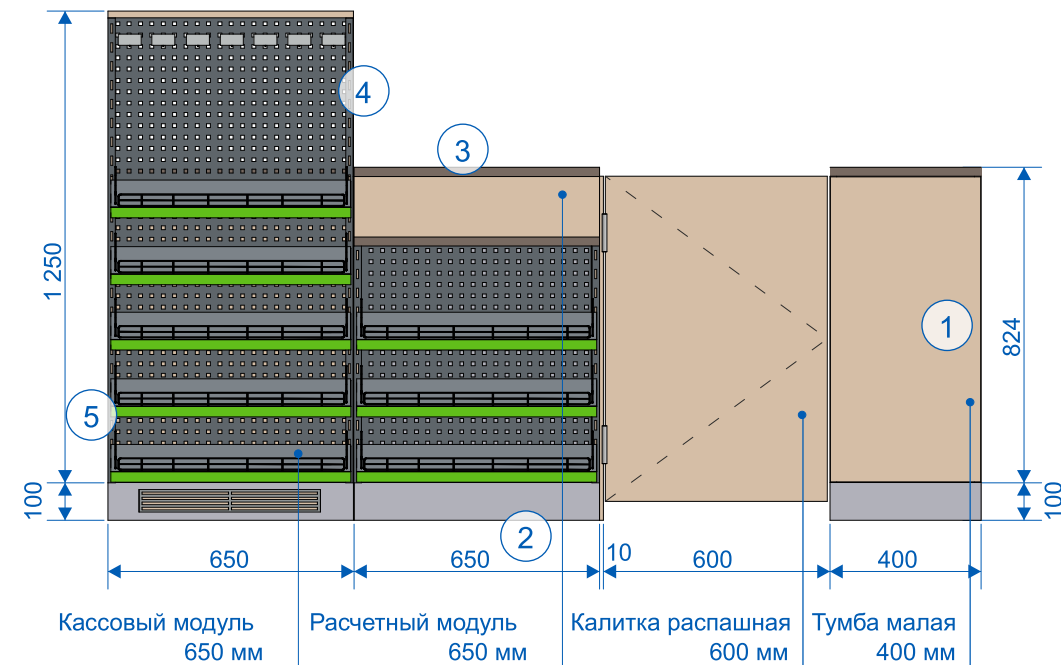 4
3
1 250
1
824
5
100
2
100
650
650
10
600
400
Кассовый модуль
650 мм
Расчетный модуль
650 мм
Калитка распашная
600 мм
Тумба малая
400 мм